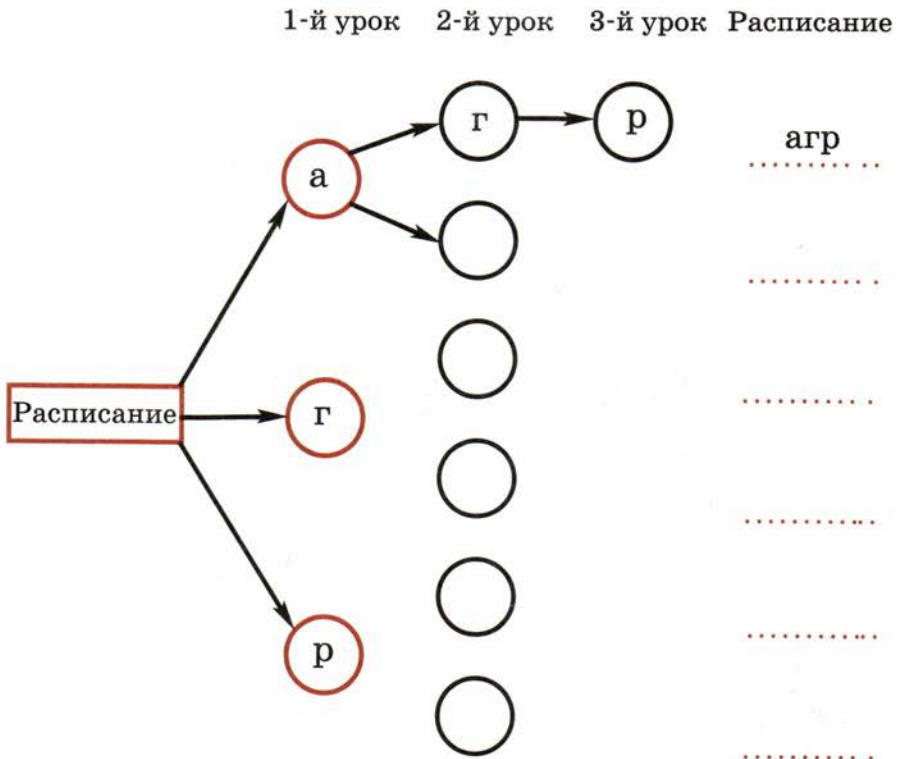 1-й урок 2-й урок 3-й урок Расписание
г р
агр
а
Расписание г
р